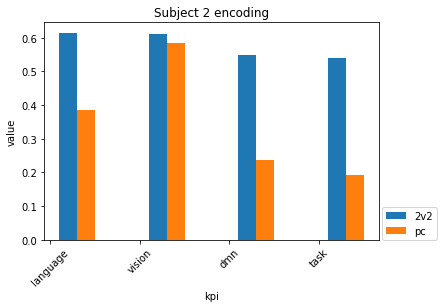 Subject 2 encoding
value
0.6
0.5
0.4
0.3
0.2
0.1
0.0
language
vision
dmn
task
kpi
2v2
pc